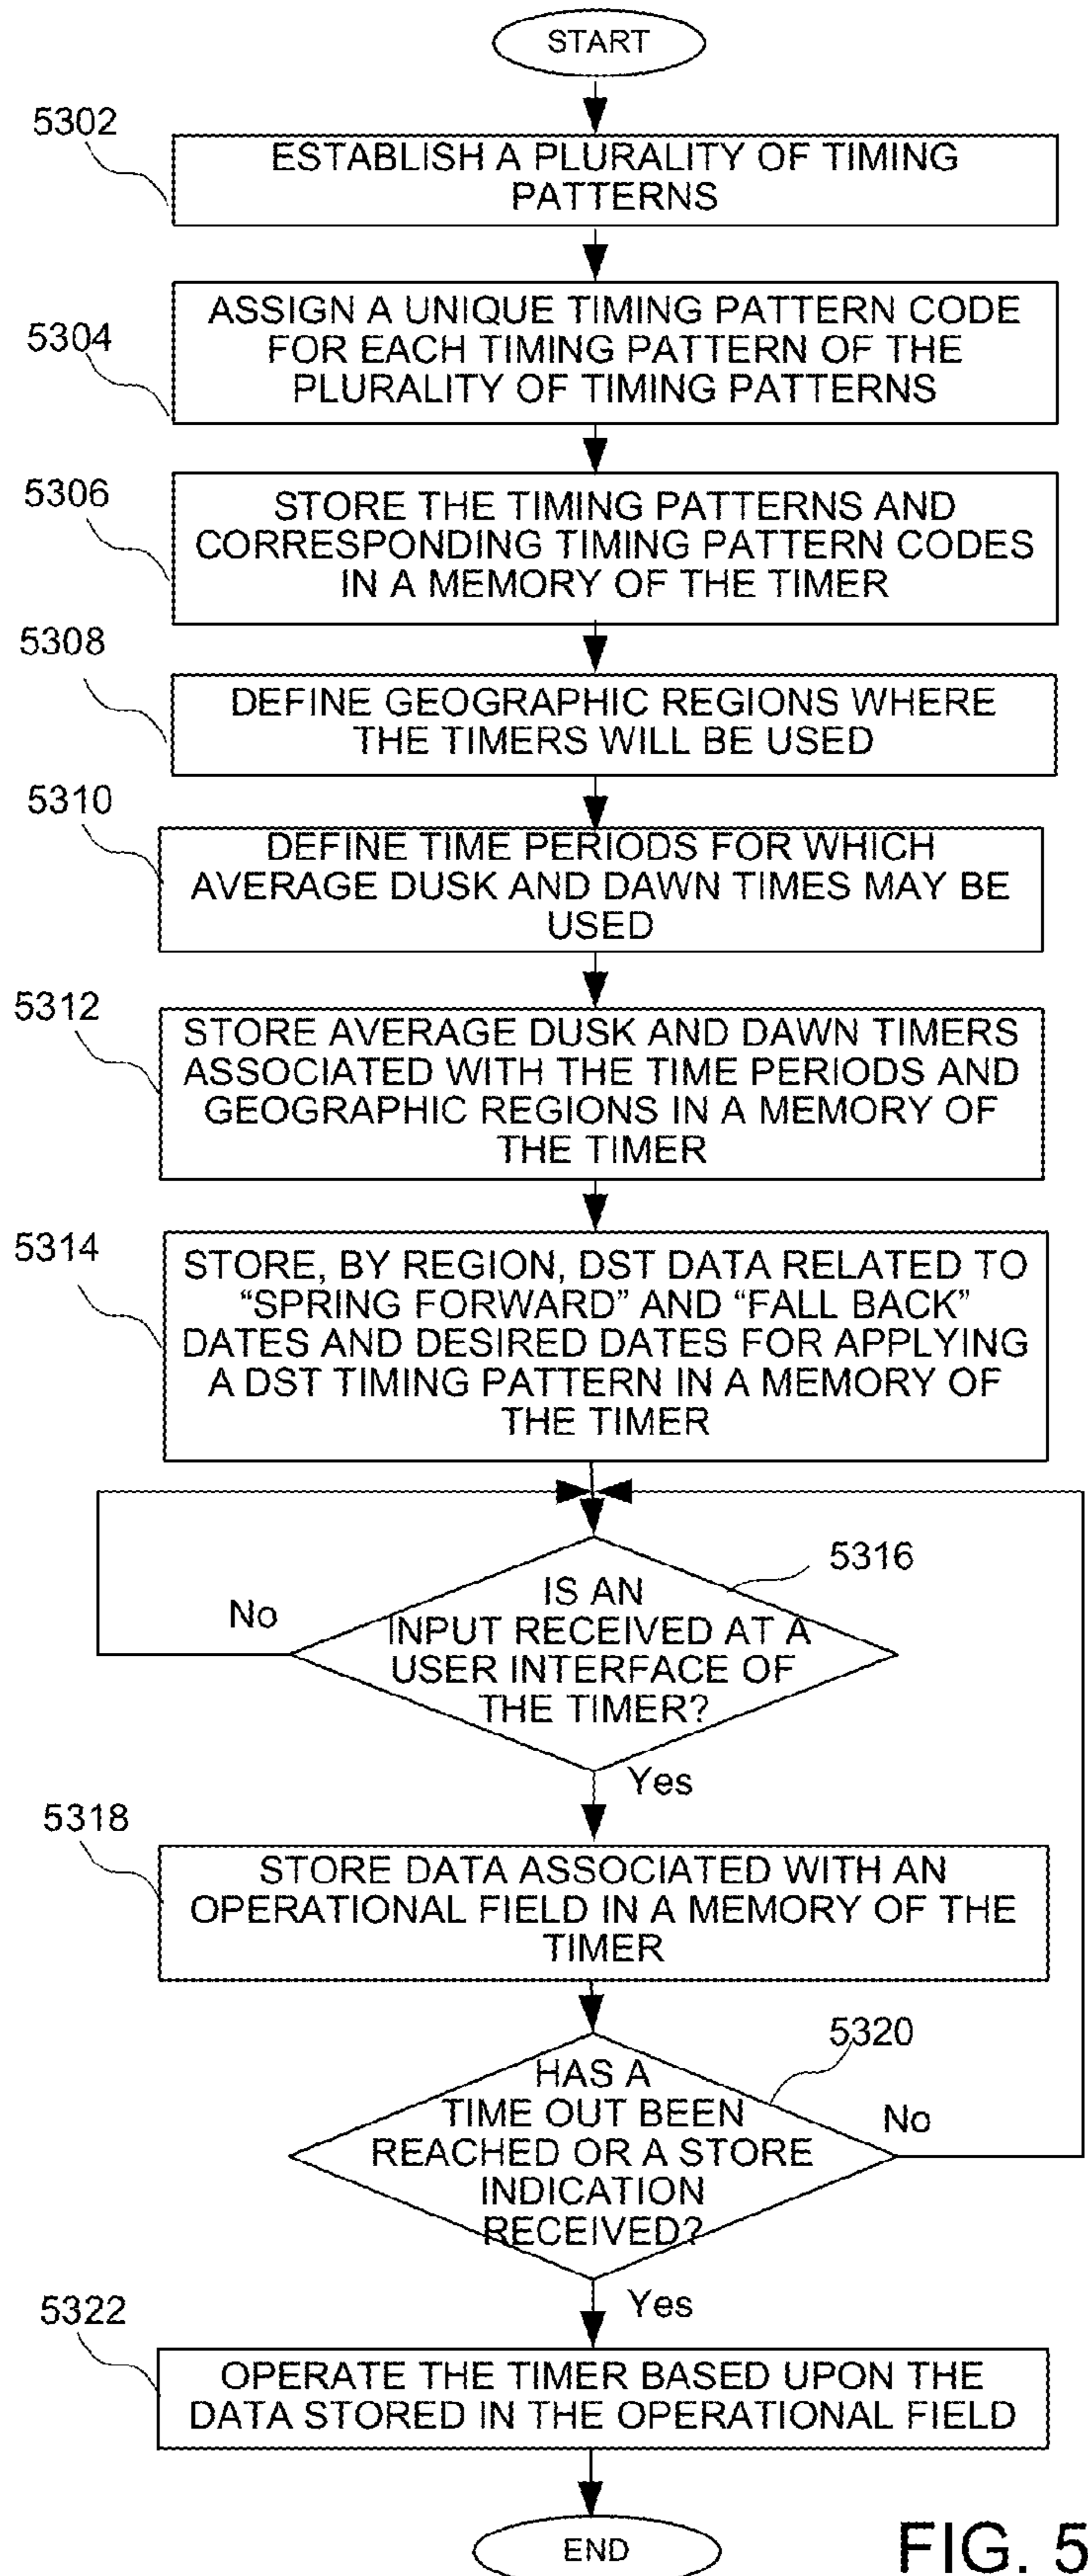 START
5302
ESTABLISH A PLURALITY OF TIMING
PATTERNS
5304
ASSIGN A UNIQUE TIMING PATTERN CODE
FOR EACH TIMING PATTERN OF THE
PLURALITY OF TIMING PATTERNS
5306
STORE THE TIMING PATTERNS AND
CORRESPONDING TIMING PATTERN CODES
IN A MEMORY OF THE TIMER
5308
DEFINE GEOGRAPHIC REGIONS WHERE
THE TIMERS WILL BE USED
5310
DEFINE TIME PERIODS FOR WHICH
AVERAGE DUSK AND DAWN TIMES MAY BE
USED
5312
STORE AVERAGE DUSK AND DAWN TIMERS
ASSOCIATED WITH THE TIME PERIODS AND
GEOGRAPHIC REGIONS IN A MEMORY OF
THE TIMER
5314
STORE, BY REGION, DST DATA RELATED TO
“SPRING FORWARD” AND “FALL BACK”
DATES AND DESIRED DATES FOR APPLYING
A DST TIMING PATTERN IN A MEMORY OF
THE TIMER
5316
No
IS AN
INPUT RECEIVED AT A
USER INTERFACE OF
THE TIMER?
Yes
5318
STORE DATA ASSOCIATED WITH AN
OPERATIONAL FIELD IN A MEMORY OF THE
TIMER
5320
HAS A
TIME OUT BEEN
REACHED OR A STORE
INDICATION
RECEIVED?
No
Yes
5322
OPERATE THE TIMER BASED UPON THE
DATA STORED IN THE OPERATIONAL FIELD
END
FIG. 5